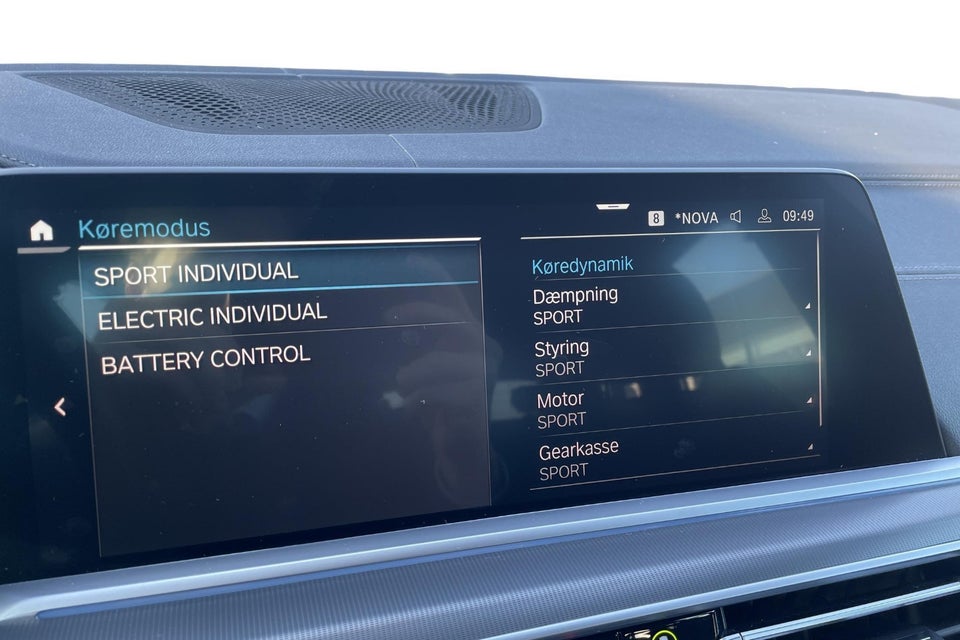 Køremodus
8 *NOVA 09:49
SPORT INDIVIDUAL
ELECTRIC INDIVIDUAL
BATTERY CONTROL
Køredynamik
Dæmpning
SPORT
Styring
SPORT
Motor
SPORT
Gearkasse
SPORT